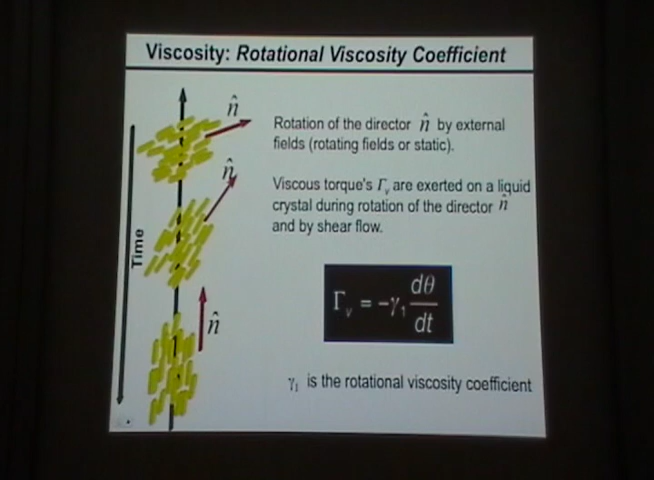 Viscosity: Rotational Viscosity Coefficient
n̂
Rotation of the director n̂ by external
fields (rotating fields or static).
n̂
Viscous torque's Γᵥ are exerted on a liquid
crystal during rotation of the director n̂
and by shear flow.
Time
Γᵥ = -γ₁ dθ/dt
n̂
γ₁ is the rotational viscosity coefficient